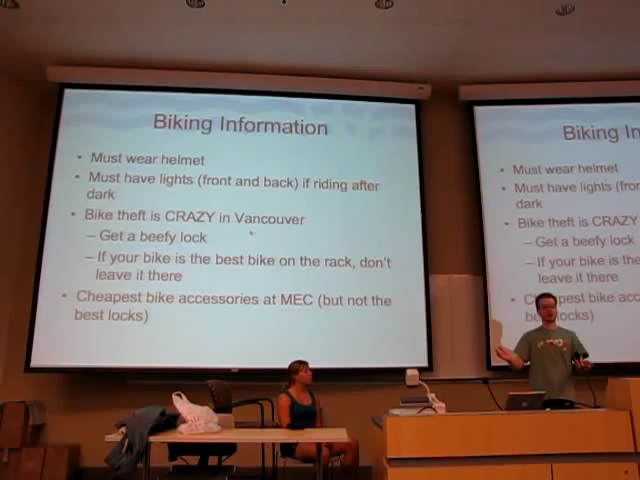 Biking Information
• Must wear helmet
• Must have lights (front and back) if riding after
dark
• Bike theft is CRAZY in Vancouver
– Get a beefy lock
– If your bike is the best bike on the rack, don't
leave it there
• Cheapest bike accessories at MEC (but not the
best locks)
Biking In
• Must wear helmet
• Must have lights (fron
dark
• Bike theft is CRAZY
– Get a beefy lock
– If your bike is the be
leave it there
pest bike acc
locks)